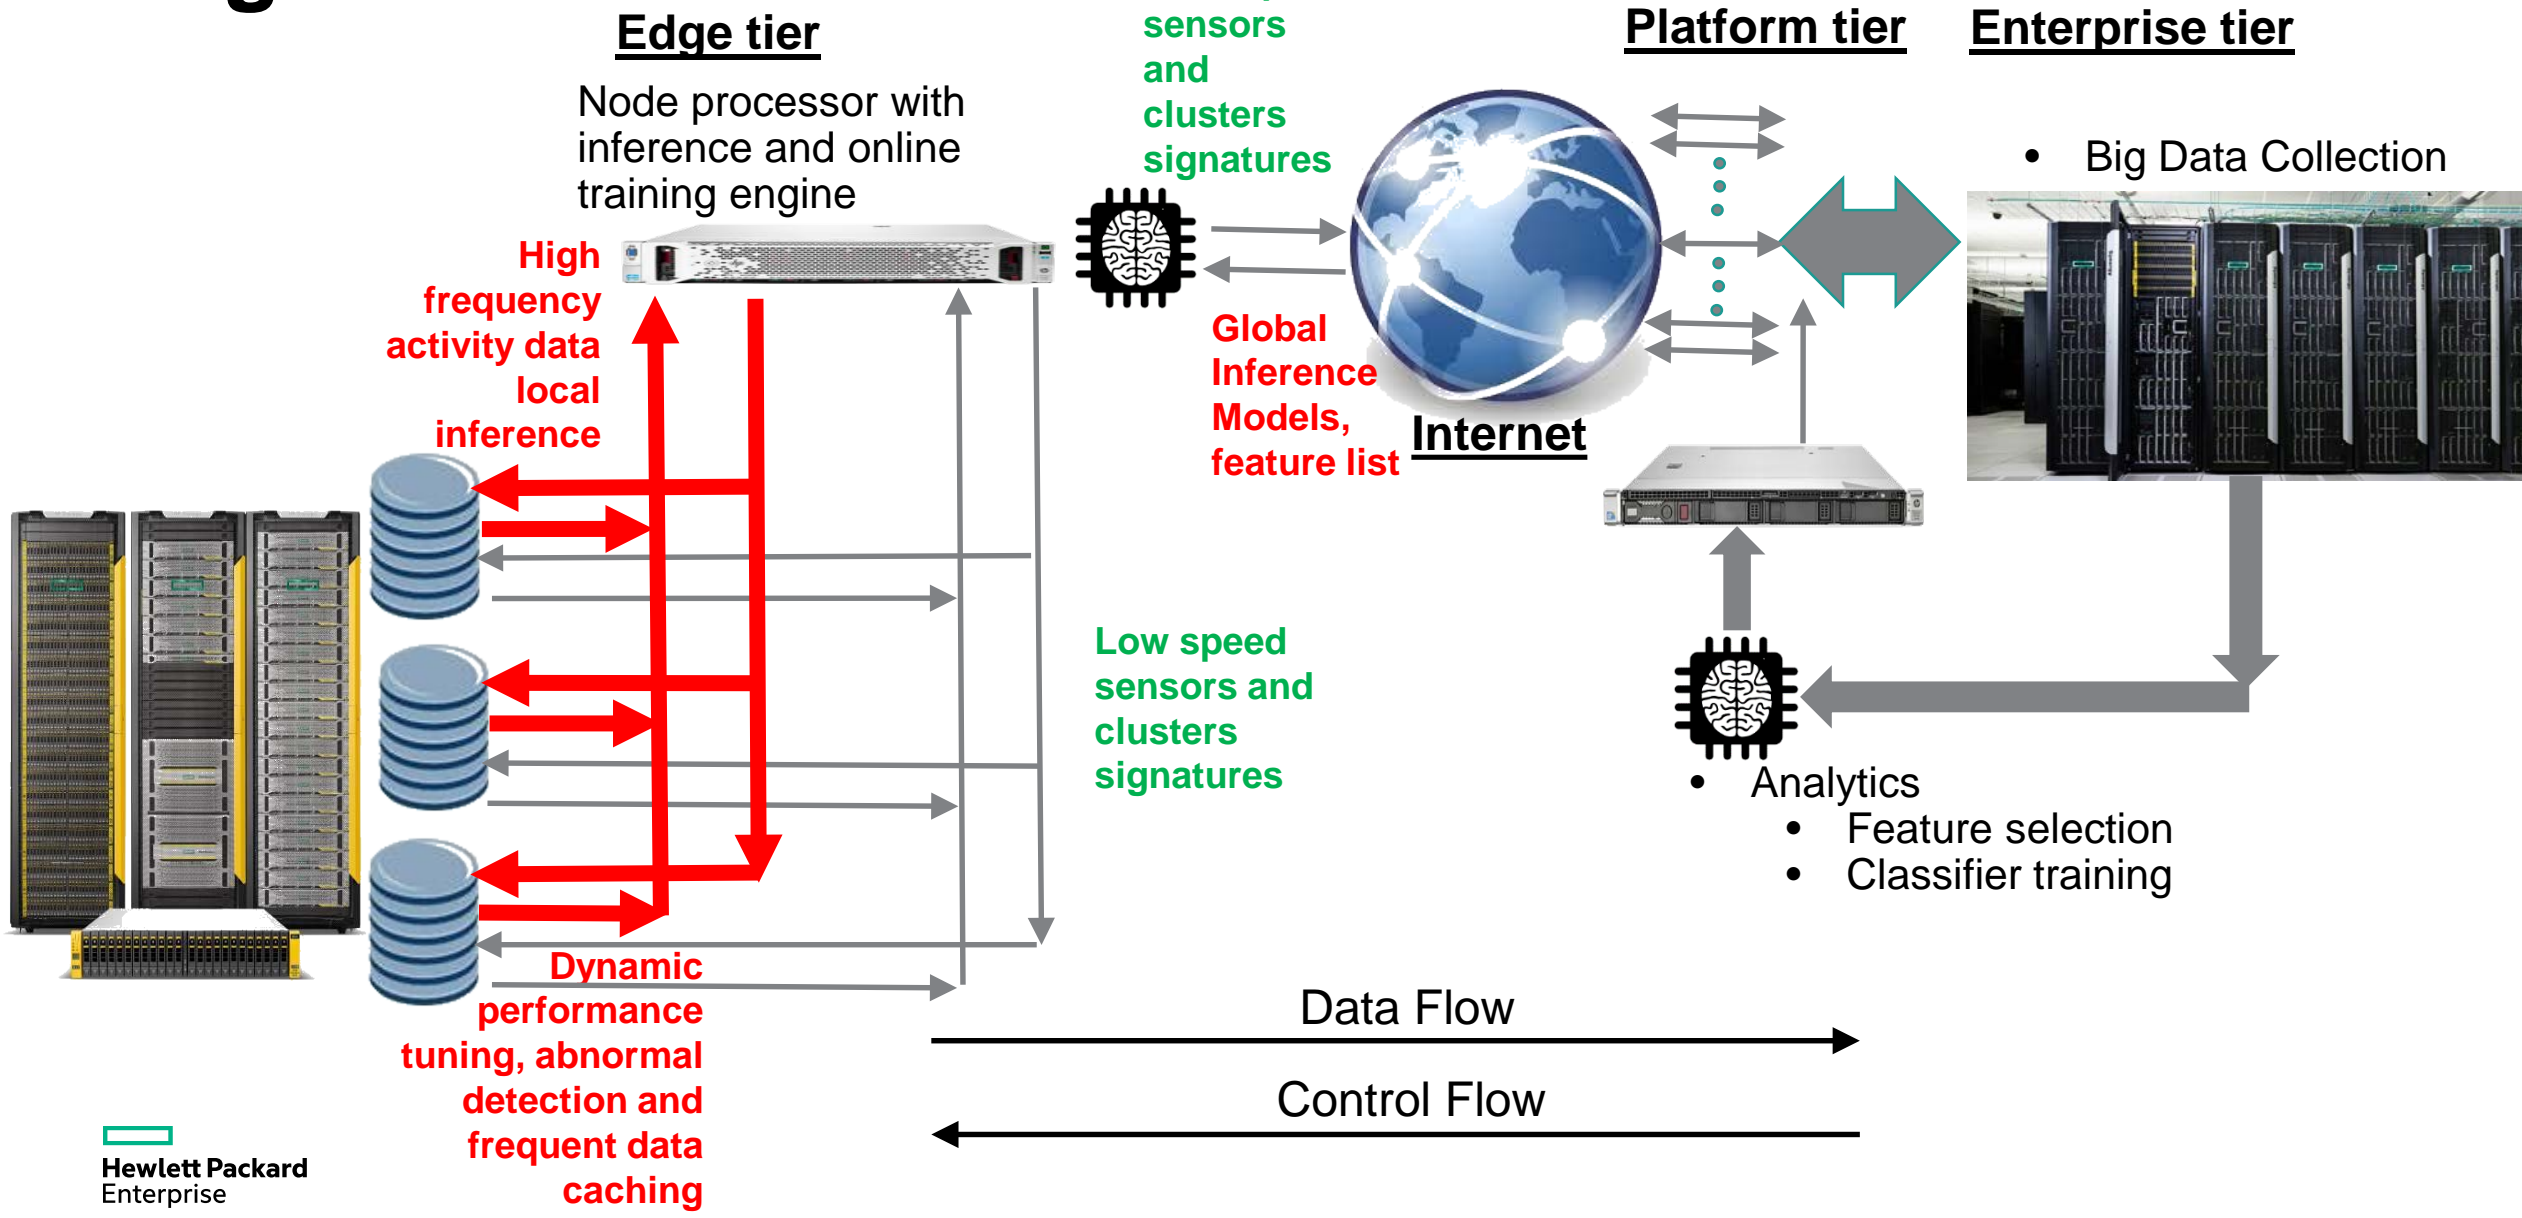 Edge tier
Node processor with
inference and online
training engine
sensors
and
clusters
signatures
Platform tier
Enterprise tier
• Big Data Collection
High
frequency
activity data
local
inference
Global
Inference
Models,
feature list
Internet
Low speed
sensors and
clusters
signatures
• Analytics
• Feature selection
• Classifier training
Dynamic
performance
tuning, abnormal
detection and
frequent data
caching
Data Flow
Control Flow
Hewlett Packard
Enterprise